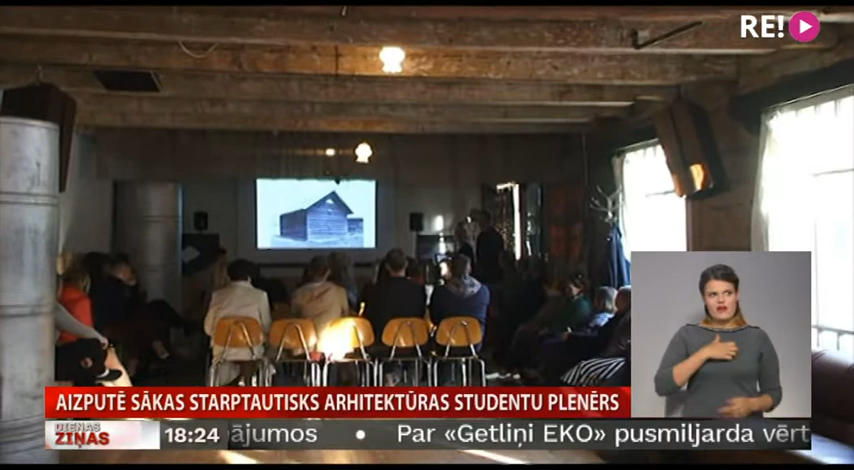 RE!
AIZPUTĒ SĀKAS STARPTAUTISKS ARHITEKTŪRAS STUDENTU PLENĒRS
DIENAS
ZIŅAS
18:24 ājumos • Par «Getliņi EKO» pusmiljarda vērt